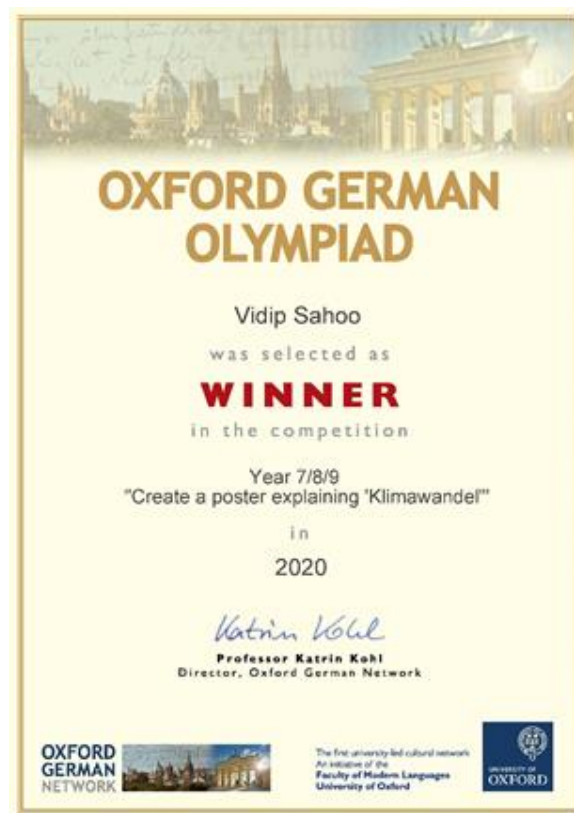 OXFORD GERMAN
OLYMPIAD
Vidip Sahoo
was selected as
WINNER
in the competition
Year 7/8/9
"Create a poster explaining 'Klimawandel'"
in
2020
Katrin Kohl
Professor Katrin Kohl
Director, Oxford German Network
OXFORD
GERMAN
NETWORK
The first university-led cultural network
An initiative of the
Faculty of Modern Languages
University of Oxford
UNIVERSITY OF
OXFORD